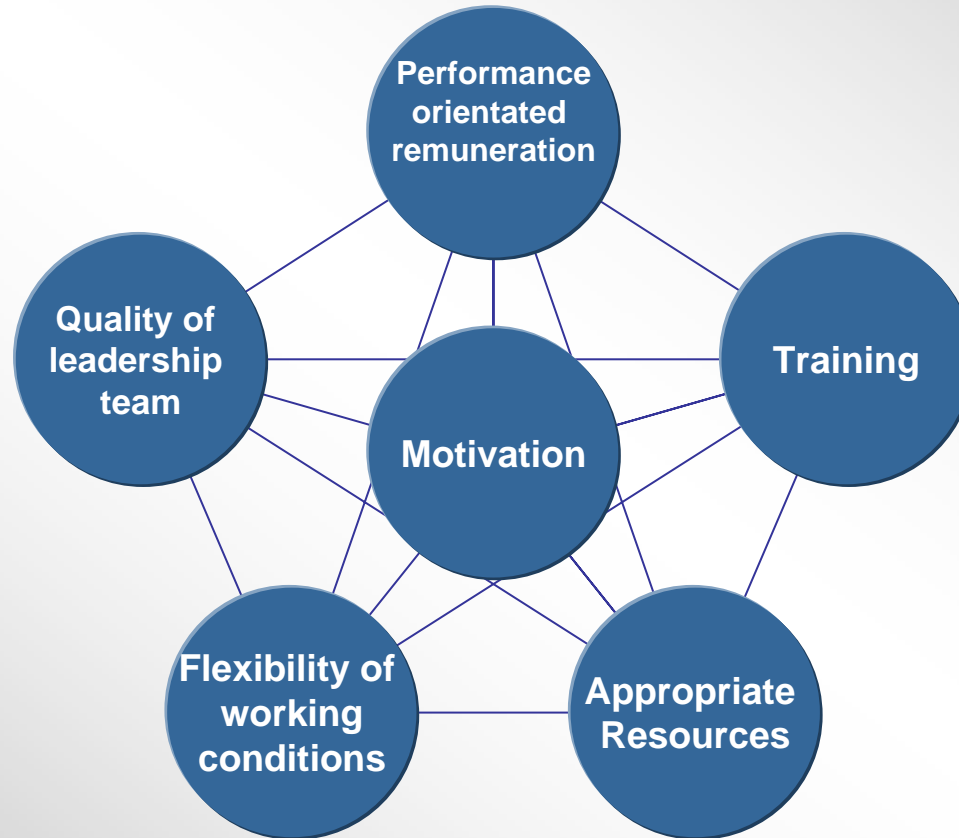 Performance
orientated
remuneration
Quality of
leadership
team
Training
Motivation
Flexibility of
working
conditions
Appropriate
Resources